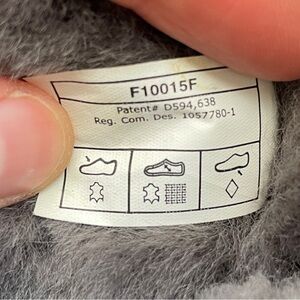 F10015F
Patent# D594,638
Reg. Com. Des. 1057780-1